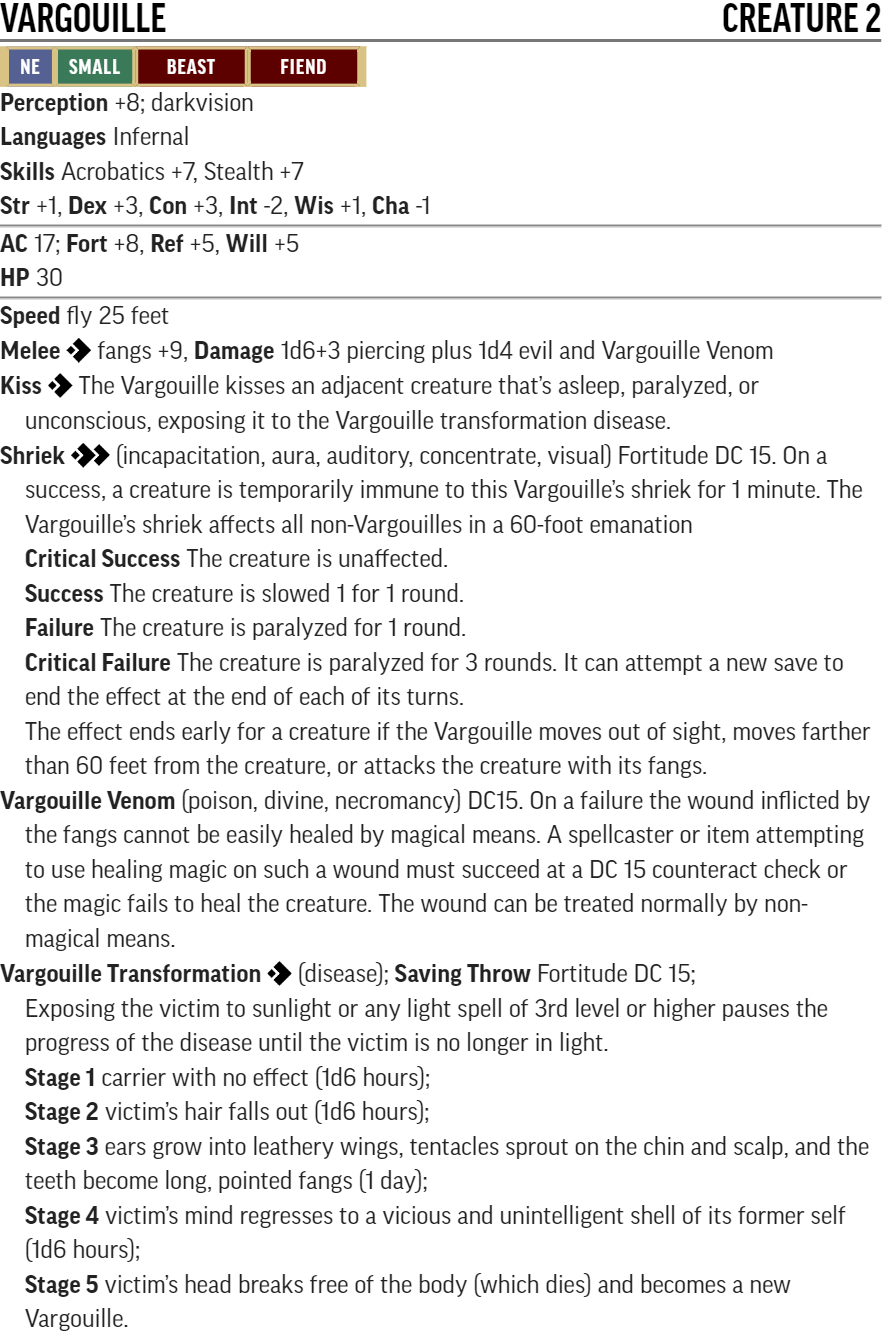 VARGOUILLE CREATURE 2
NE SMALL BEAST FIEND
Perception +8; darkvision
Languages Infernal
Skills Acrobatics +7, Stealth +7
Str +1, Dex +3, Con +3, Int -2, Wis +1, Cha -1
AC 17; Fort +8, Ref +5, Will +5
HP 30
Speed fly 25 feet
Melee fangs +9, Damage 1d6+3 piercing plus 1d4 evil and Vargouille Venom
Kiss The Vargouille kisses an adjacent creature that's asleep, paralyzed, or
unconscious, exposing it to the Vargouille transformation disease.
Shriek (incapacitation, aura, auditory, concentrate, visual) Fortitude DC 15. On a
success, a creature is temporarily immune to this Vargouille's shriek for 1 minute. The
Vargouille's shriek affects all non-Vargouilles in a 60-foot emanation
Critical Success The creature is unaffected.
Success The creature is slowed 1 for 1 round.
Failure The creature is paralyzed for 1 round.
Critical Failure The creature is paralyzed for 3 rounds. It can attempt a new save to
end the effect at the end of each of its turns.
The effect ends early for a creature if the Vargouille moves out of sight, moves farther
than 60 feet from the creature, or attacks the creature with its fangs.
Vargouille Venom (poison, divine, necromancy) DC15. On a failure the wound inflicted by
the fangs cannot be easily healed by magical means. A spellcaster or item attempting
to use healing magic on such a wound must succeed at a DC 15 counteract check or
the magic fails to heal the creature. The wound can be treated normally by non-
magical means.
Vargouille Transformation (disease); Saving Throw Fortitude DC 15;
Exposing the victim to sunlight or any light spell of 3rd level or higher pauses the
progress of the disease until the victim is no longer in light.
Stage 1 carrier with no effect (1d6 hours);
Stage 2 victim's hair falls out (1d6 hours);
Stage 3 ears grow into leathery wings, tentacles sprout on the chin and scalp, and the
teeth become long, pointed fangs (1 day);
Stage 4 victim's mind regresses to a vicious and unintelligent shell of its former self
(1d6 hours);
Stage 5 victim's head breaks free of the body (which dies) and becomes a new
Vargouille.